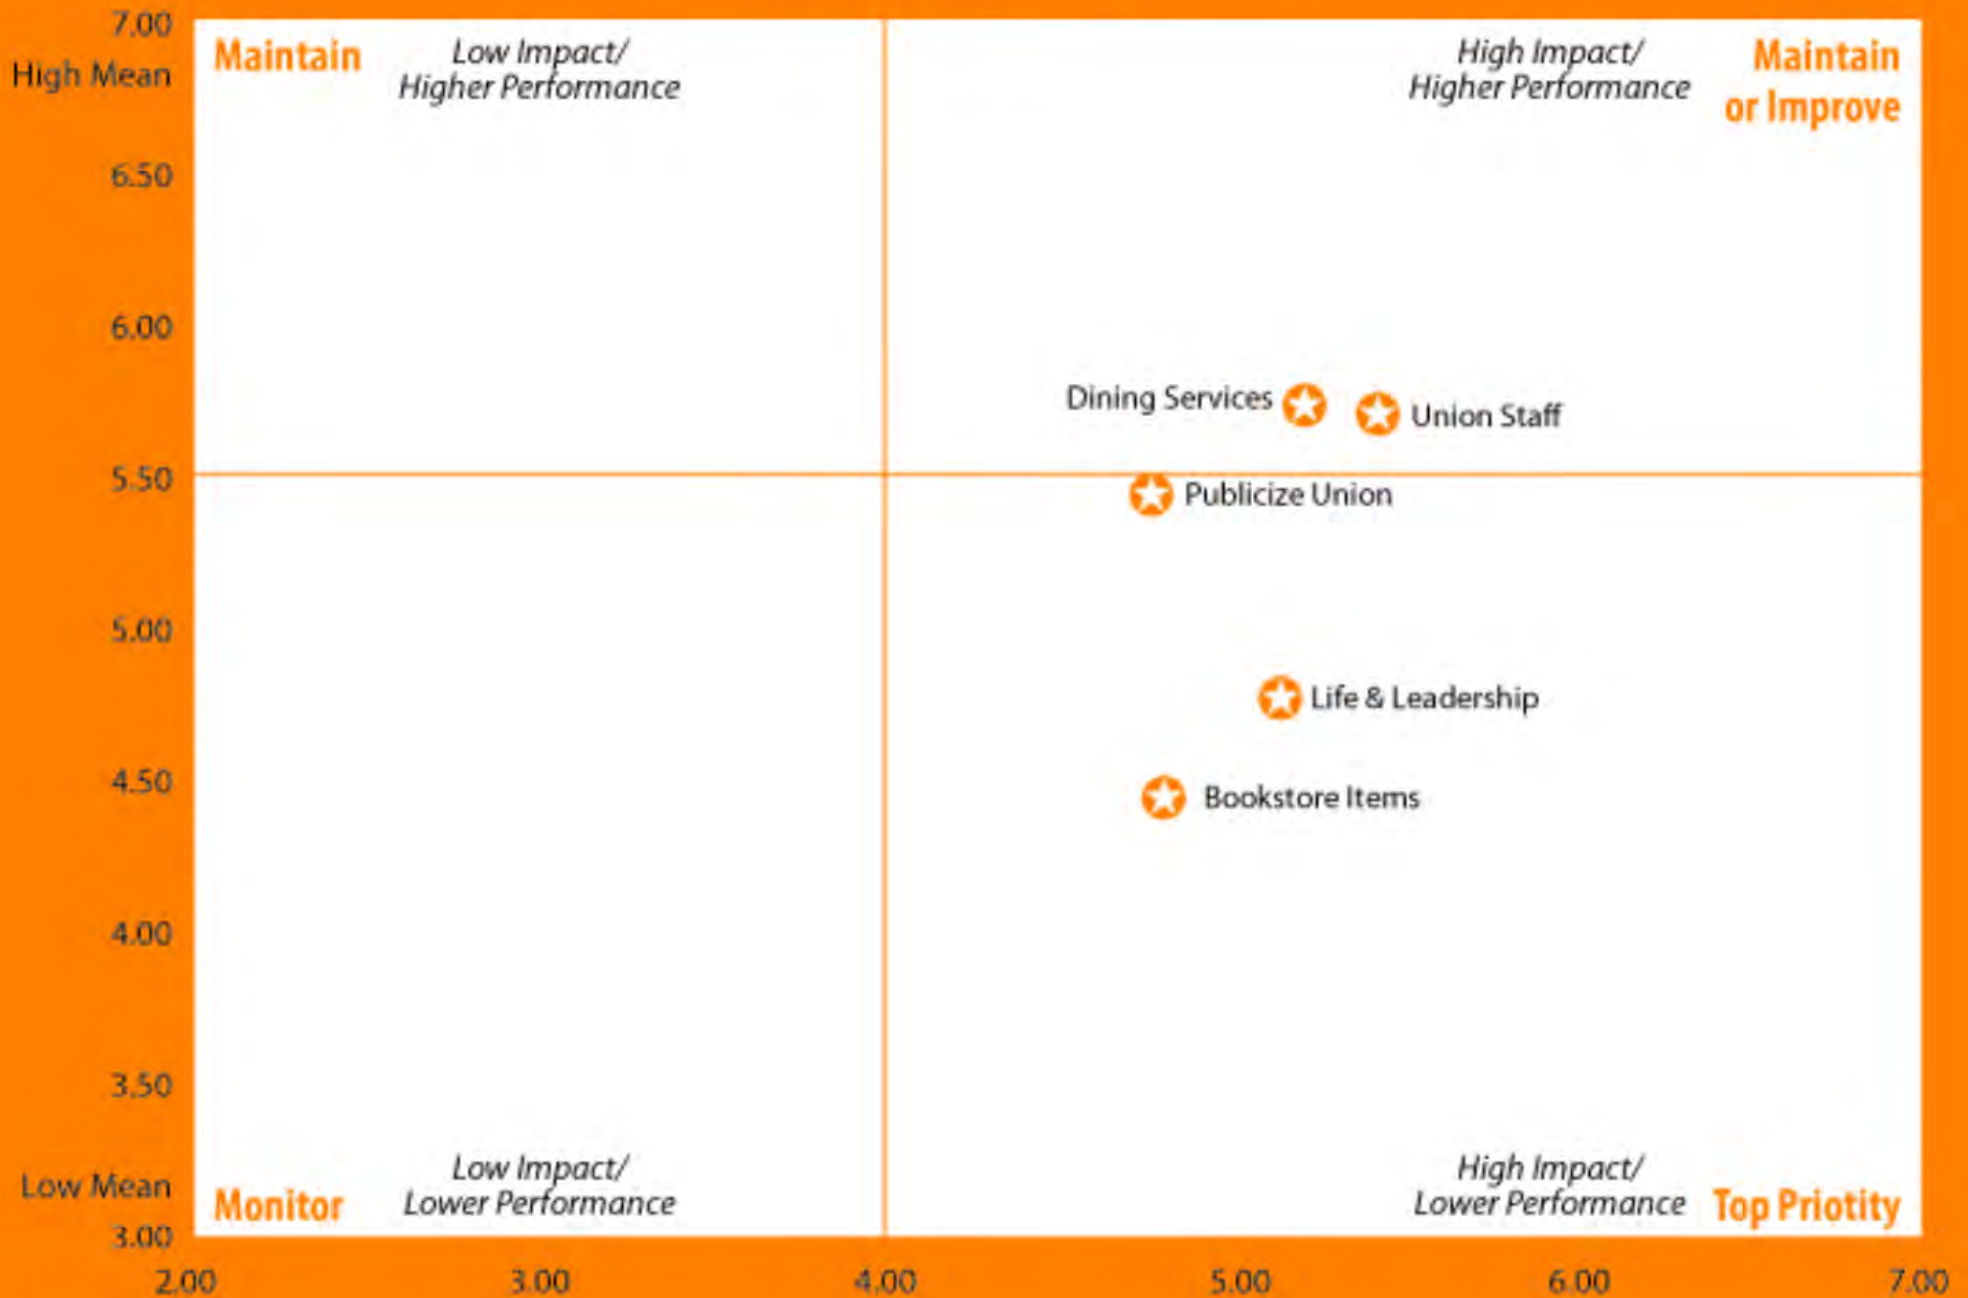 7.00
High Mean
Maintain
Low Impact/
Higher Performance
High Impact/
Higher Performance
Maintain
or Improve
6.50
6.00
Dining Services
Union Staff
5.50
Publicize Union
5.00
Life & Leadership
4.50
Bookstore Items
4.00
3.50
Low Mean
Monitor
Low Impact/
Lower Performance
High Impact/
Lower Performance
Top Priotity
3.00
2.00 3.00 4.00 5.00 6.00 7.00